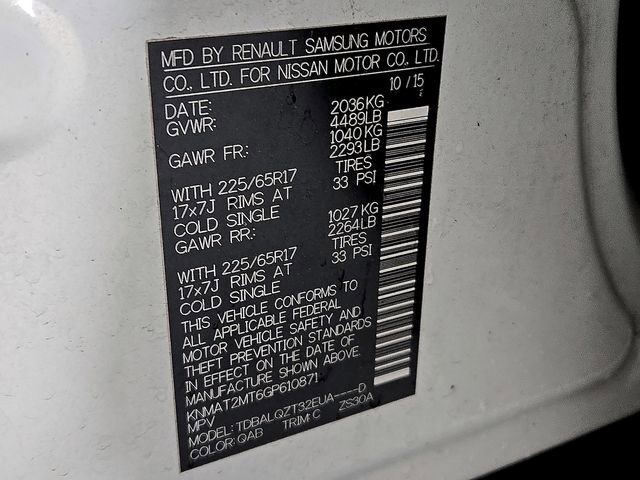 MFD BY RENAULT SAMSUNG MOTORS
CO., LTD. FOR NISSAN MOTOR CO., LTD.
10 / 15
DATE:
GVWR: 2036KG
4489LB
GAWR FR: 1040KG
2293LB
WITH 225/65R17 TIRES
17x7J RIMS AT 33 PSI
COLD SINGLE
GAWR RR: 1027 KG
2264LB
WITH 225/65R17 TIRES
17x7J RIMS AT 33 PSI
COLD SINGLE
THIS VEHICLE CONFORMS TO
ALL APPLICABLE FEDERAL
MOTOR VEHICLE SAFETY AND
THEFT PREVENTION STANDARDS
IN EFFECT ON THE DATE OF
MANUFACTURE SHOWN ABOVE.
KNMAT2MT6GP610871
MPV
MODEL: TDBALQZT32EUA----D
COLOR: QAB TRIM: C ZS30A